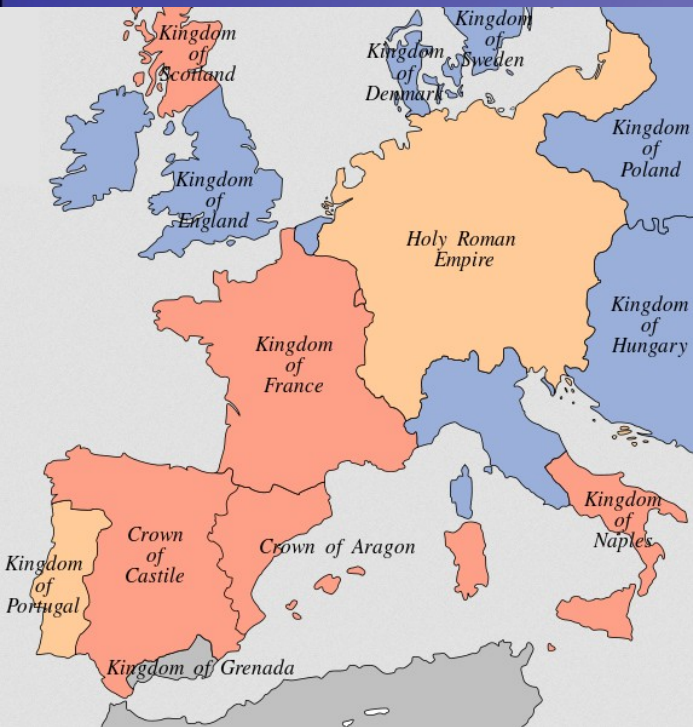 Kingdom
of
Scotland
Kingdom
of
Sweden
Kingdom
of
Denmark
Kingdom
of
Poland
Kingdom
of
England
Holy Roman
Empire
Kingdom
of
Hungary
Kingdom
of
France
Kingdom
of
Naples
Crown
of
Castile
Crown of Aragon
Kingdom
of
Portugal
Kingdom of Grenada